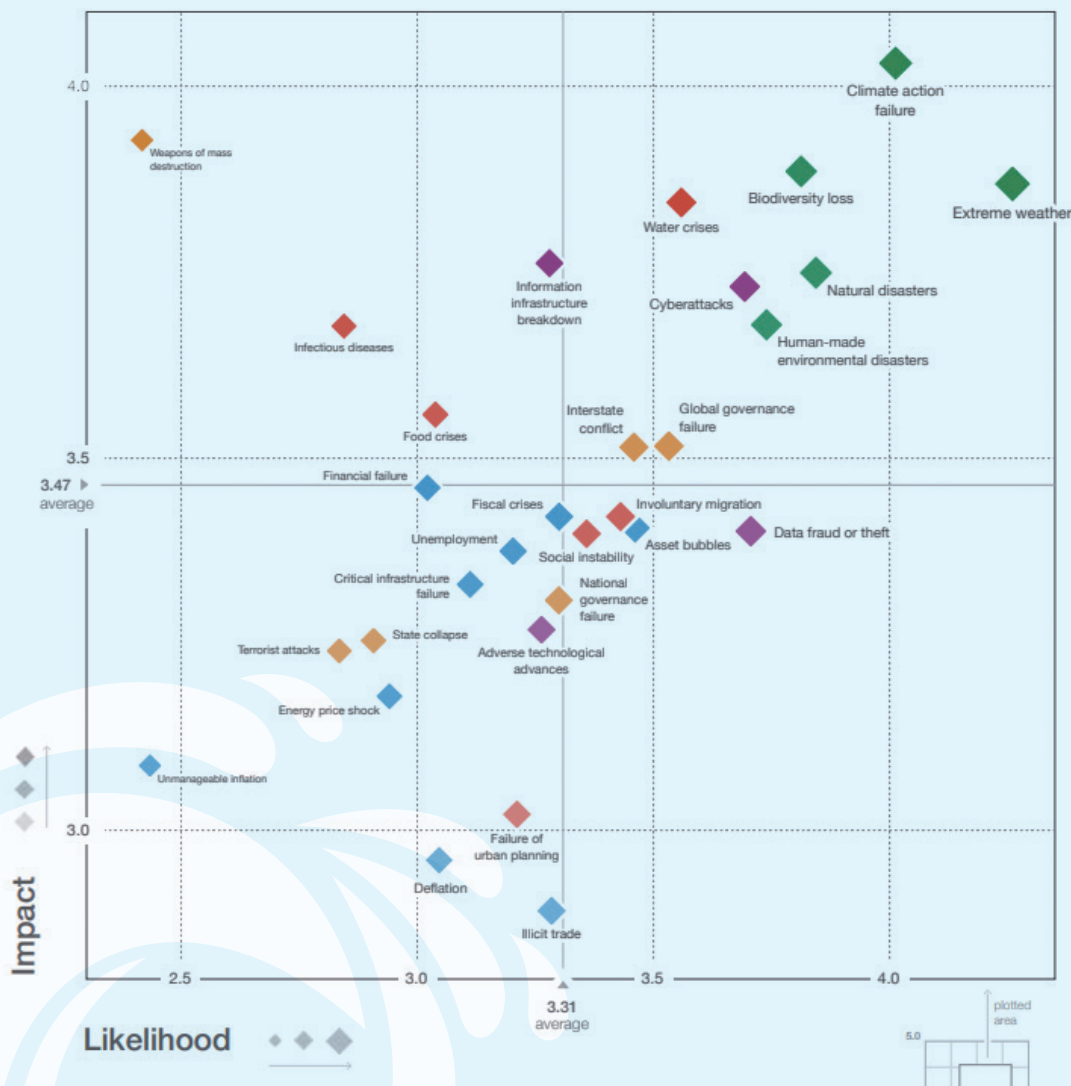 4.0
Climate action
failure
Weapons of mass
destruction
Biodiversity loss
Extreme weather
Water crises
Information
infrastructure
breakdown
Cyberattacks
Natural disasters
Infectious diseases
Human-made
environmental disasters
Food crises
Interstate
conflict
Global governance
failure
3.5
Financial failure
3.47
average
Fiscal crises
Involuntary migration
Unemployment
Social instability
Asset bubbles
Data fraud or theft
Critical infrastructure
failure
National
governance
failure
Terrorist attacks
State collapse
Adverse technological
advances
Energy price shock
Unmanageable inflation
3.0
Failure of
urban planning
Deflation
Illicit trade
Impact
2.5
3.0
3.5
4.0
3.31
average
Likelihood
plotted
area
5.0